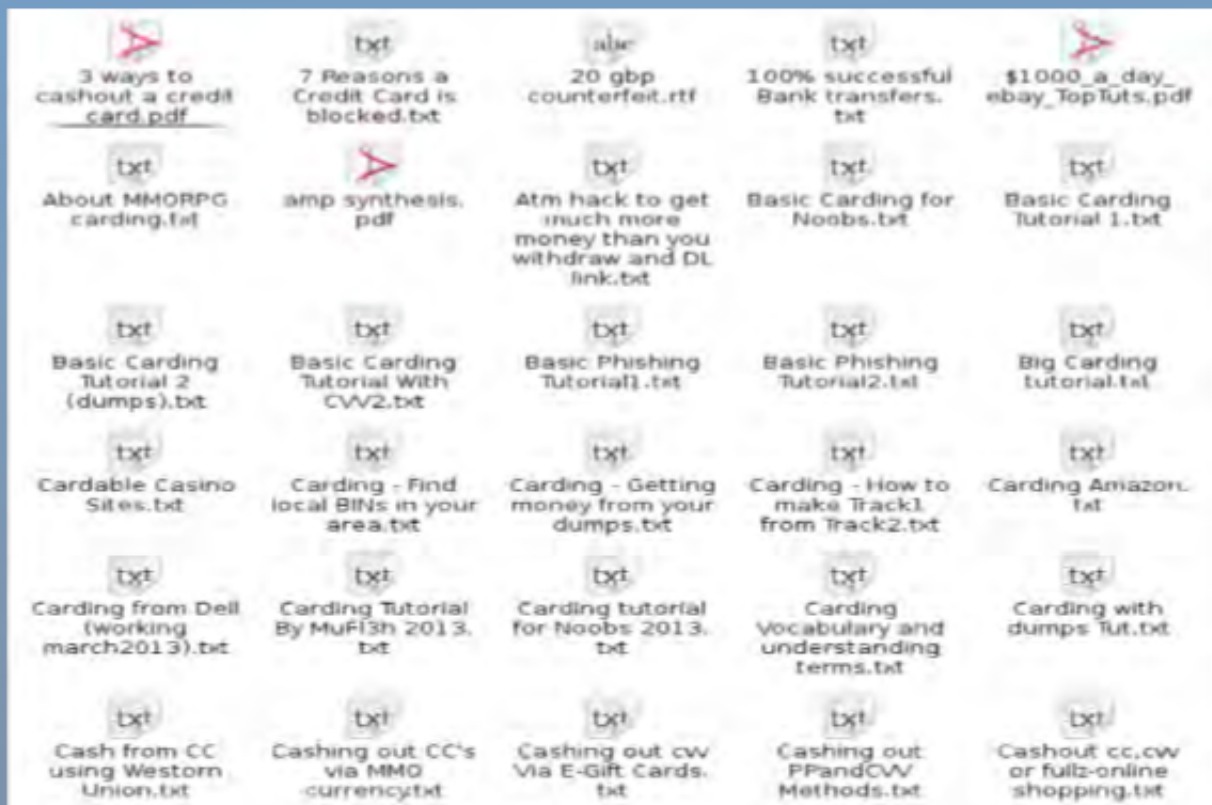 3 ways to
cashout a credit
card.pdf
txt
7 Reasons a
Credit Card is
blocked.txt
abc
20 gbp
counterfeit.rtf
txt
100% successful
Bank transfers.
txt
$1000_a_day_
ebay_TopTuts.pdf
txt
About MMORPG
carding.txt
amp synthesis.
pdf
txt
Atm hack to get
much more
money than you
withdraw and DL
link.txt
txt
Basic Carding for
Noobs.txt
txt
Basic Carding
Tutorial 1.txt
txt
Basic Carding
Tutorial 2
(dumps).txt
txt
Basic Carding
Tutorial With
CVV2.txt
txt
Basic Phishing
Tutorial1.txt
txt
Basic Phishing
Tutorial2.txt
txt
Big Carding
tutorial.txt
txt
Cardable Casino
Sites.txt
txt
Carding - Find
local BINs in your
area.txt
txt
Carding - Getting
money from your
dumps.txt
txt
Carding - How to
make Track1
from Track2.txt
txt
Carding Amazon.
txt
txt
Carding from Dell
(working
march2013).txt
txt
Carding Tutorial
By MuFl3h 2013.
txt
txt
Carding tutorial
for Noobs 2013.
txt
txt
Carding
Vocabulary and
understanding
terms.txt
txt
Carding with
dumps Tut.txt
txt
Cash from CC
using Westorn
Union.txt
txt
Cashing out CC's
via MMO
currency.txt
txt
Cashing out cvv
Via E-Gift Cards.
txt
txt
Cashing out
PPandCVV
Methods.txt
txt
Cashout cc,cvv
or fullz-online
shopping.txt